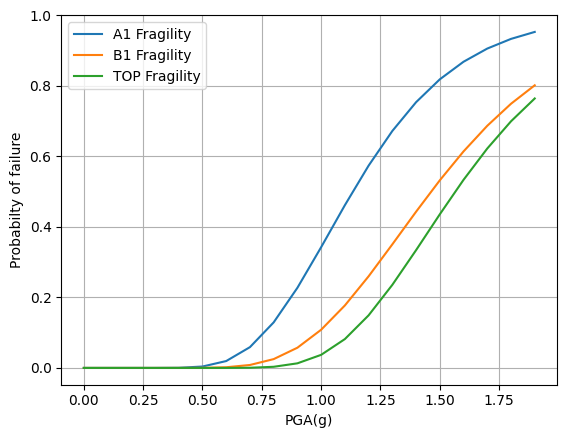 A1 Fragility
B1 Fragility
TOP Fragility
1.0
0.8
0.6
0.4
0.2
0.0
Probabilty of failure
0.00 0.25 0.50 0.75 1.00 1.25 1.50 1.75
PGA(g)